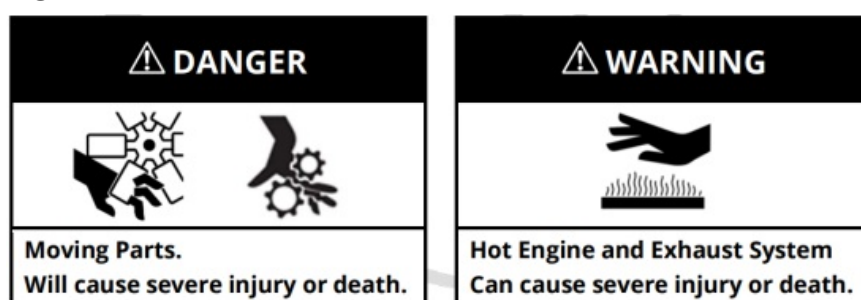 ⚠ DANGER
Moving Parts.
Will cause severe injury or death.
⚠ WARNING
Hot Engine and Exhaust System
Can cause severe injury or death.